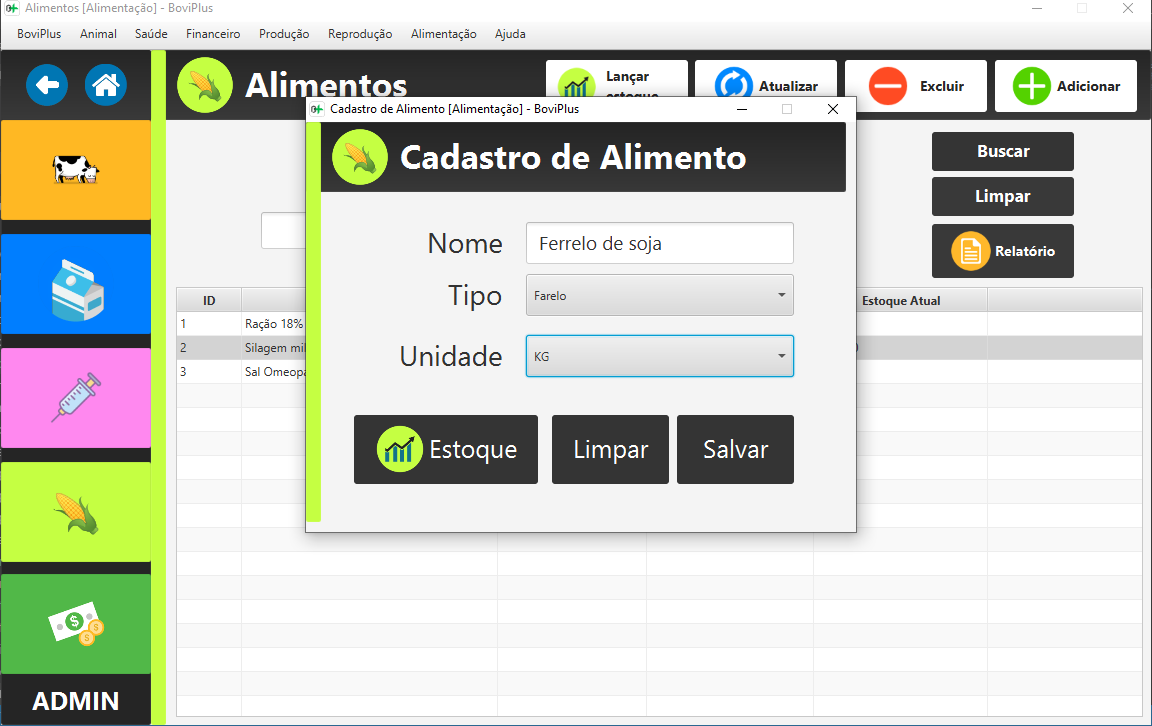 Alimentos [Alimentação] - BoviPlus
BoviPlus Animal Saúde Financeiro Produção Reprodução Alimentação Ajuda
Alimentos
Lançar
estoque
Atualizar
Excluir
Adicionar
Cadastro de Alimento [Alimentação] - BoviPlus
Cadastro de Alimento
Nome Ferrelo de soja
Tipo Farelo
Unidade KG
Estoque Limpar Salvar
Buscar
Limpar
Relatório
ID Estoque Atual
1 Ração 18%
2 Silagem mil
3 Sal Omeopa
ADMIN